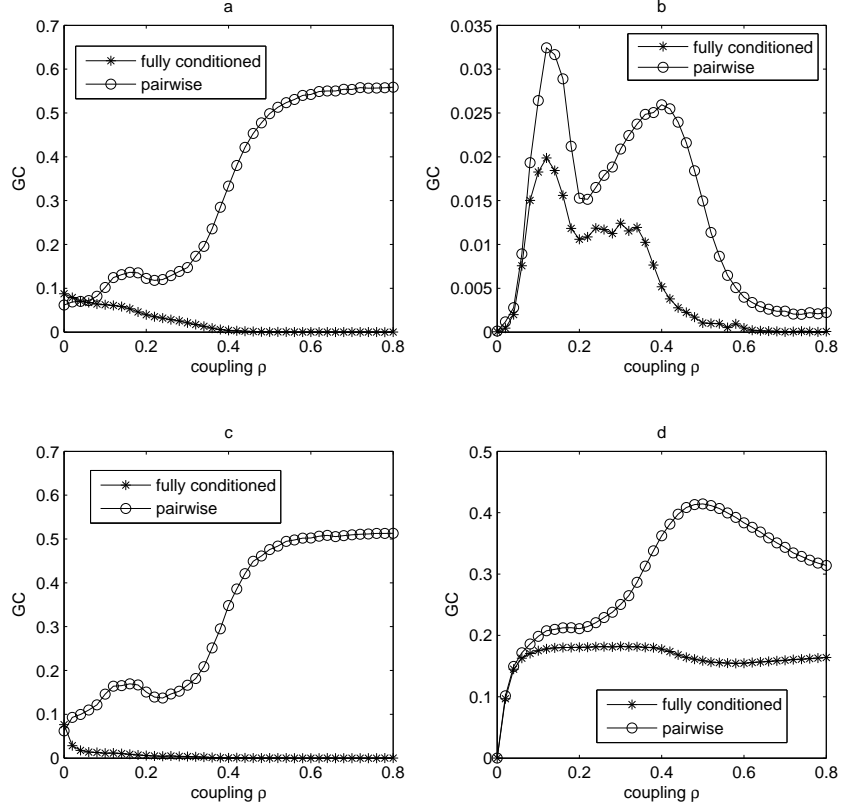 a
0.7
0.6
0.5
0.4
0.3
0.2
0.1
0
GC
fully conditioned
pairwise
0 0.2 0.4 0.6 0.8
coupling ρ
b
0.035
0.03
0.025
0.02
0.015
0.01
0.005
0
GC
fully conditioned
pairwise
0 0.2 0.4 0.6 0.8
coupling ρ
c
0.7
0.6
0.5
0.4
0.3
0.2
0.1
0
GC
fully conditioned
pairwise
0 0.2 0.4 0.6 0.8
coupling ρ
d
0.5
0.4
0.3
0.2
0.1
0
GC
fully conditioned
pairwise
0 0.2 0.4 0.6 0.8
coupling ρ